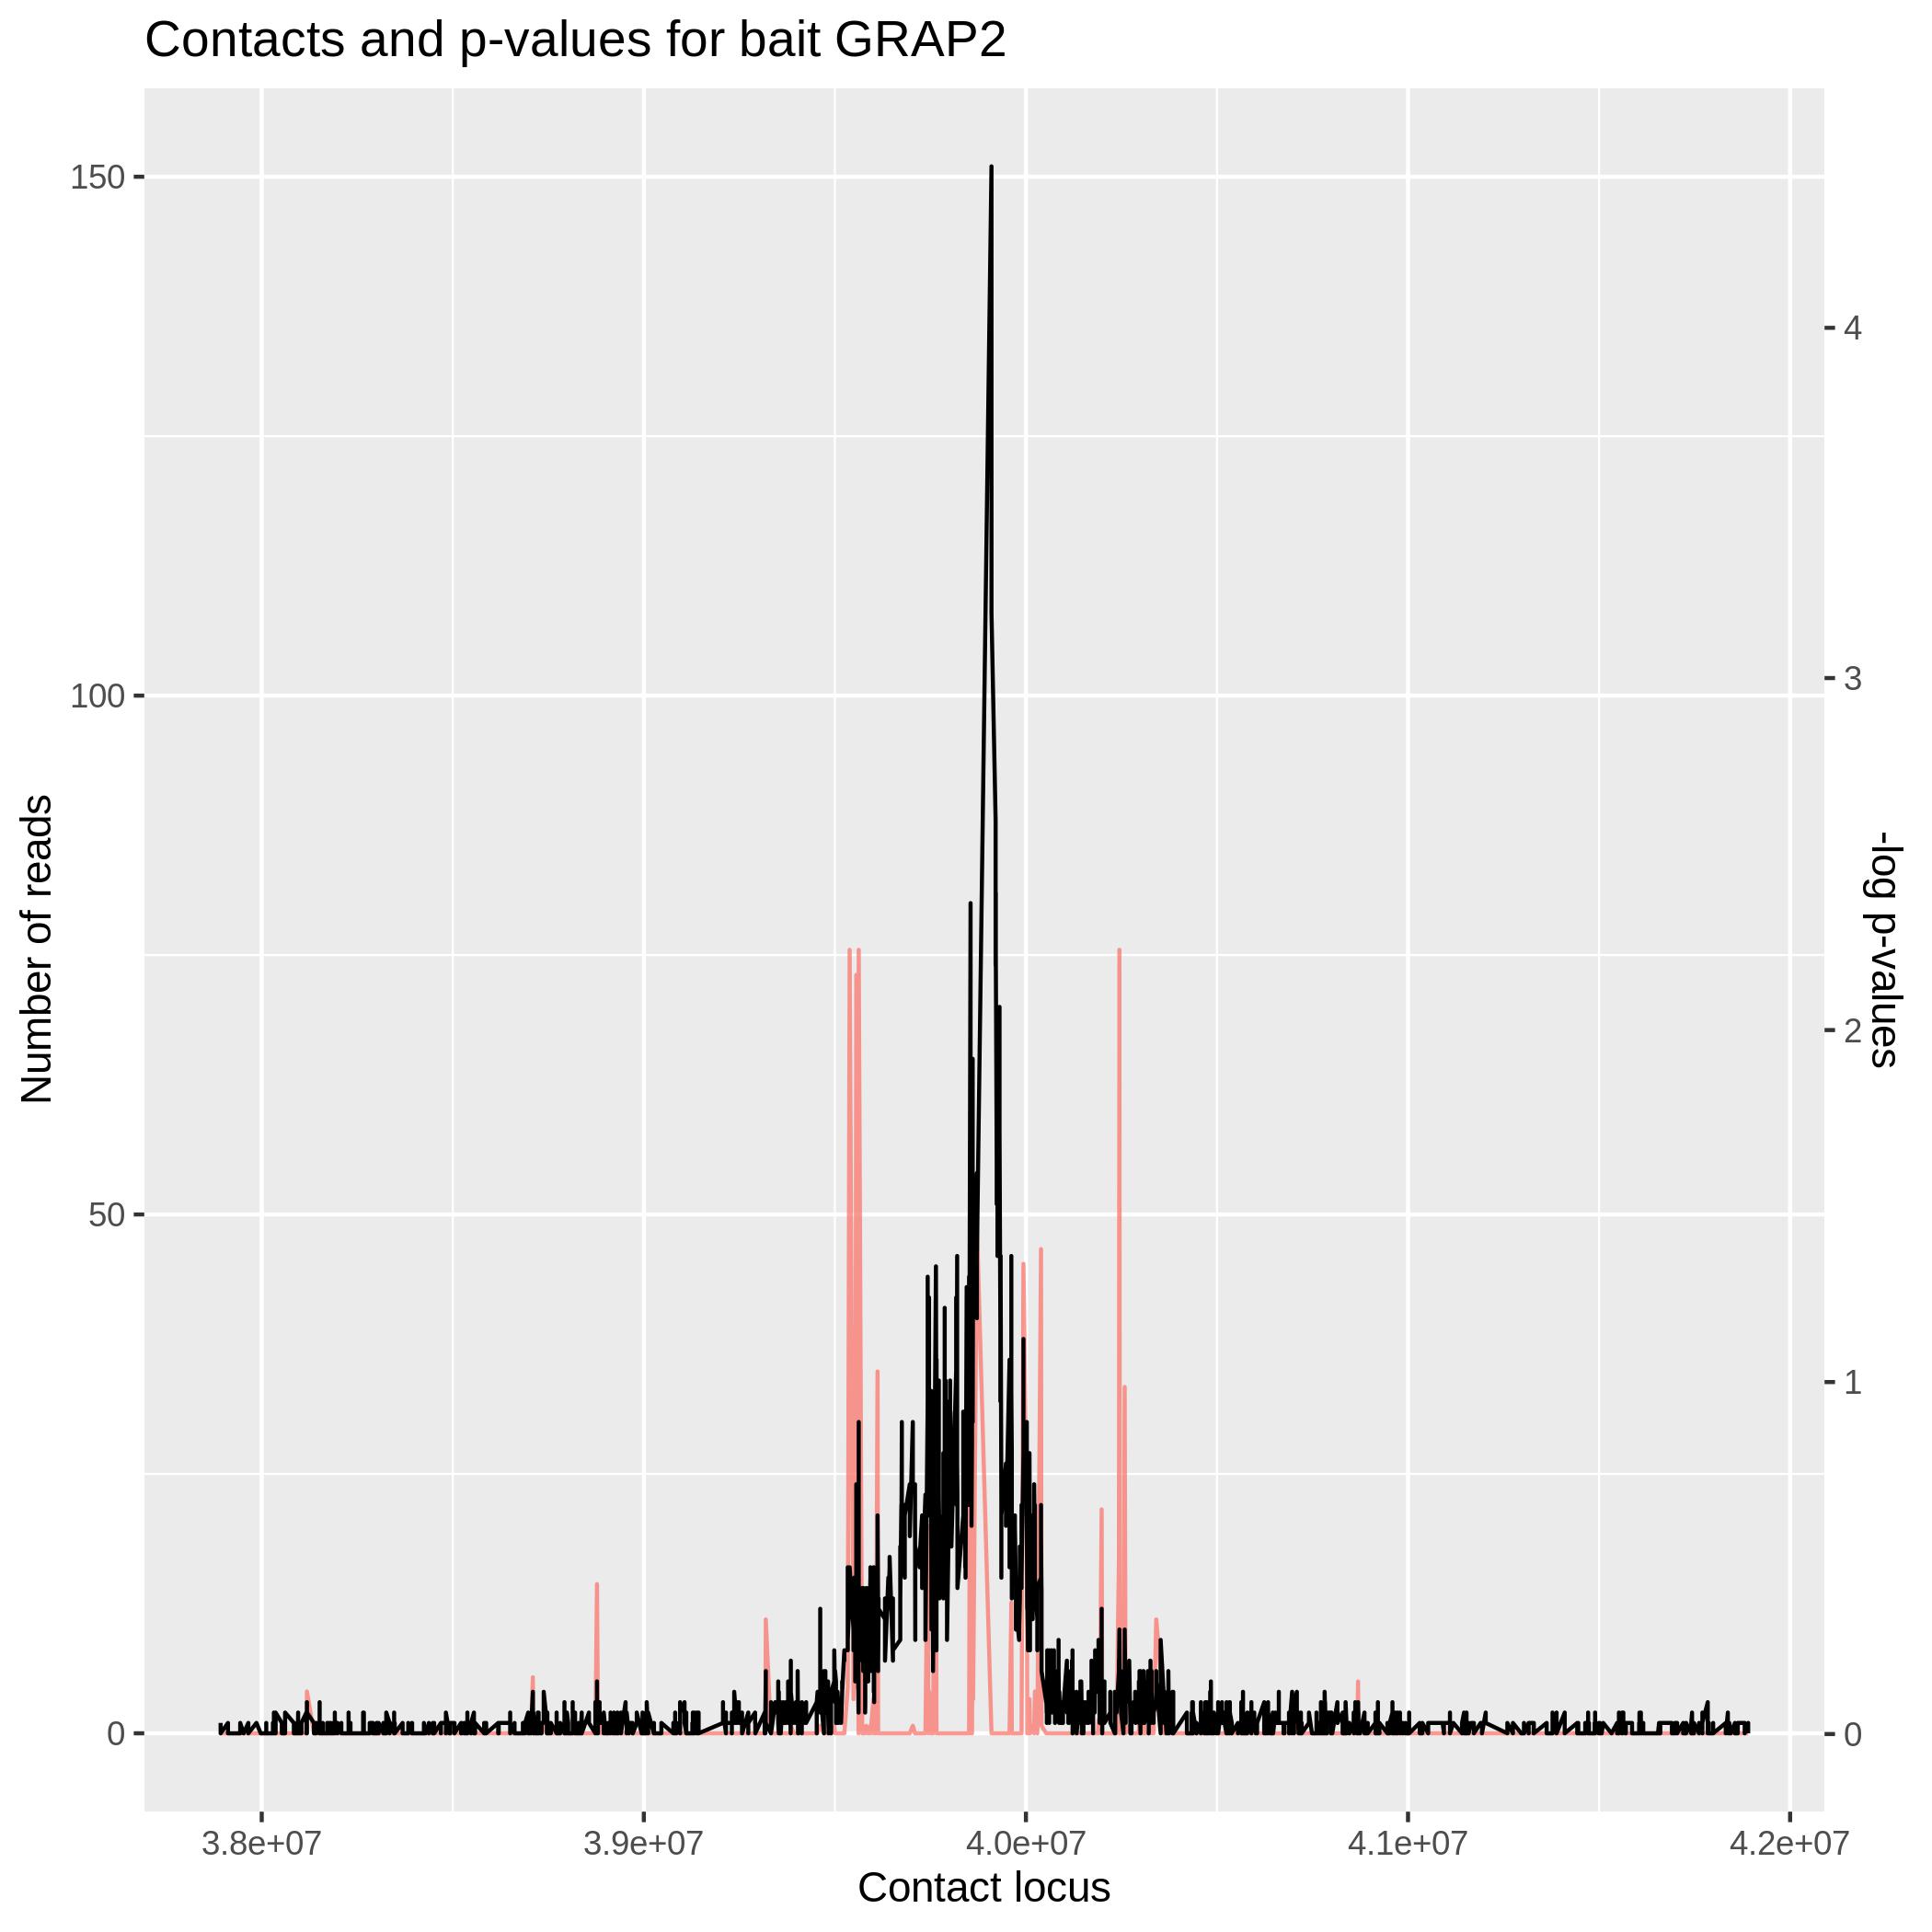 Contacts and p-values for bait GRAP2
150
100
50
0
Number of reads
4
3
2
1
0
-log p-values
3.8e+07 3.9e+07 4.0e+07 4.1e+07 4.2e+07
Contact locus